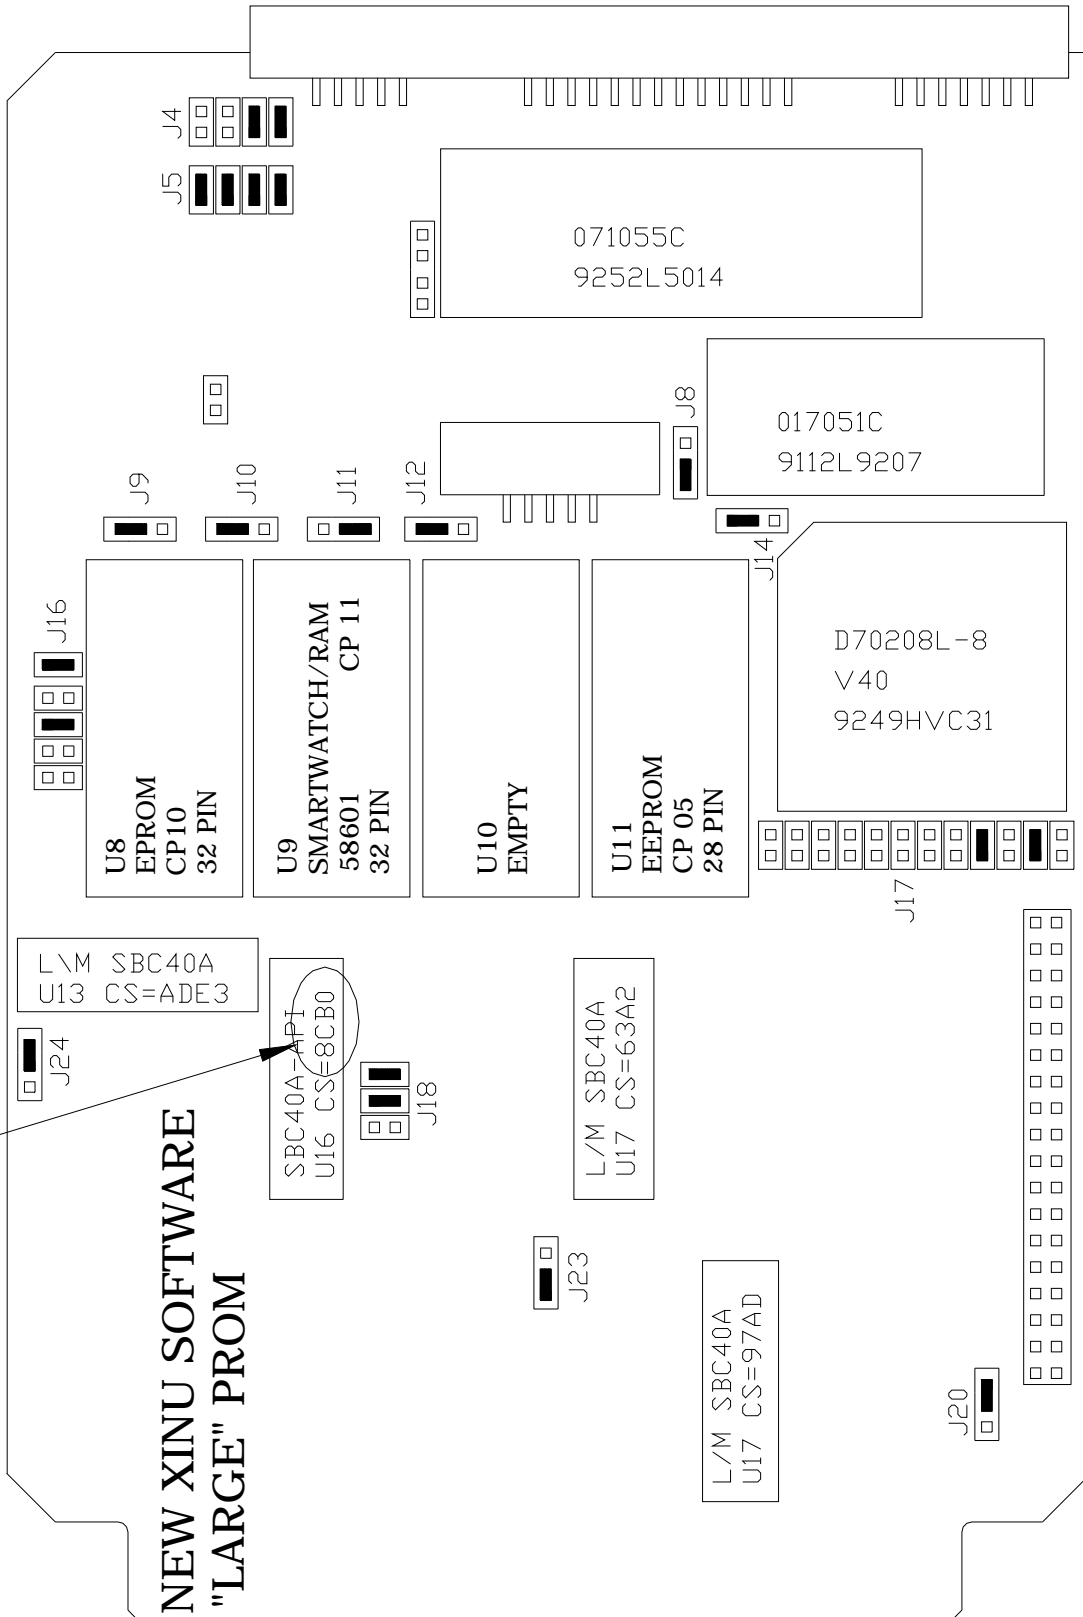 J4
J5
071055C
9252L5014
J8
017051C
9112L9207
J9
J10
J11
J12
J14
J16
U8
EPROM
CP10
32 PIN
U9
SMARTWATCH/RAM
58601 CP 11
32 PIN
U10
EMPTY
U11
EEPROM
CP 05
28 PIN
D70208L-8
V40
9249HVC31
J17
L\M SBC40A
U13 CS=ADE3
J24
SBC40A-API
U16 CS=8CB0
J18
L/M SBC40A
U17 CS=63A2
J23
L/M SBC40A
U17 CS=97AD
J20
NEW XINU SOFTWARE
"LARGE" PROM